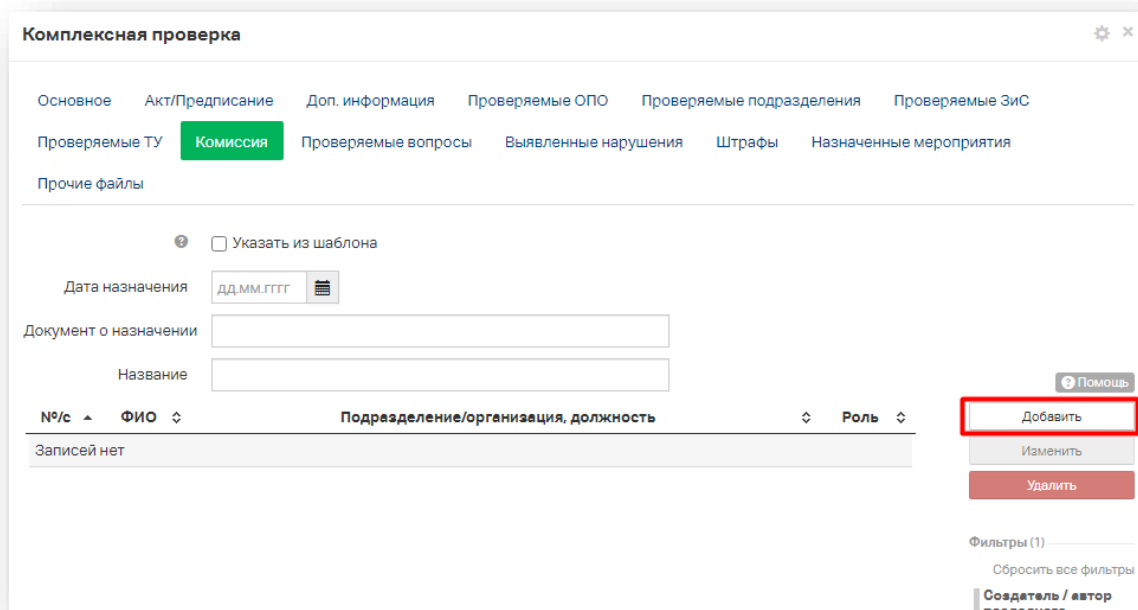 Комплексная проверка
Основное Акт/Предписание Доп. информация Проверяемые ОПО Проверяемые подразделения Проверяемые ЗиС
Проверяемые ТУ Комиссия Проверяемые вопросы Выявленные нарушения Штрафы Назначенные мероприятия
Прочие файлы
Указать из шаблона
Дата назначения дд.мм.гггг
Документ о назначении
Название
Помощь
№/с ФИО Подразделение/организация, должность Роль
Добавить
Записей нет
Изменить
Удалить
Фильтры (1)
Сбросить все фильтры
Создатель / автор